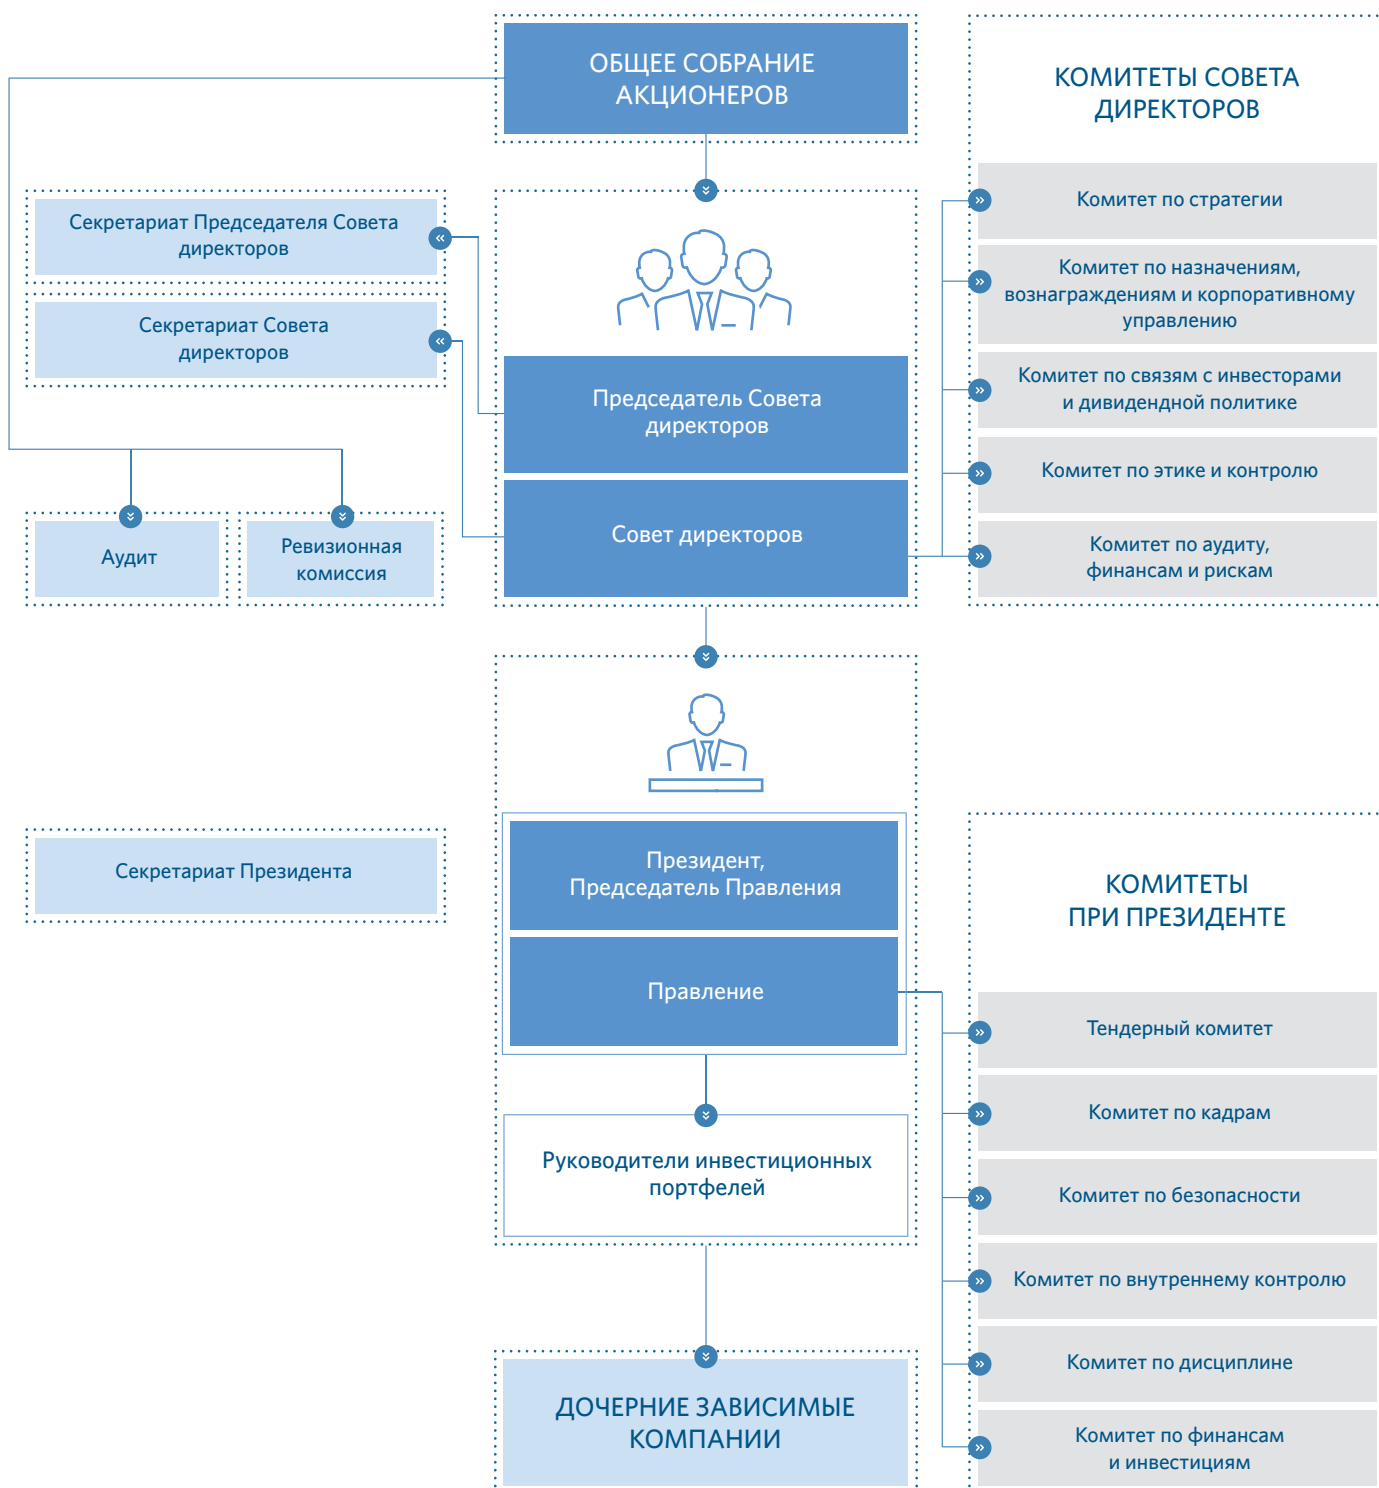 ОБЩЕЕ СОБРАНИЕ
АКЦИОНЕРОВ
КОМИТЕТЫ СОВЕТА
ДИРЕКТОРОВ
Секретариат Председателя Совета
директоров
Секретариат Совета
директоров
Председатель Совета
директоров
Совет директоров
Комитет по стратегии
Комитет по назначениям,
вознаграждениям и корпоративному
управлению
Комитет по связям с инвесторами
и дивидендной политике
Комитет по этике и контролю
Комитет по аудиту,
финансам и рискам
Аудит
Ревизионная
комиссия
Секретариат Президента
Президент,
Председатель Правления
Правление
Руководители инвестиционных
портфелей
ДОЧЕРНИЕ ЗАВИСИМЫЕ
КОМПАНИИ
КОМИТЕТЫ
ПРИ ПРЕЗИДЕНТЕ
Тендерный комитет
Комитет по кадрам
Комитет по безопасности
Комитет по внутреннему контролю
Комитет по дисциплине
Комитет по финансам
и инвестициям